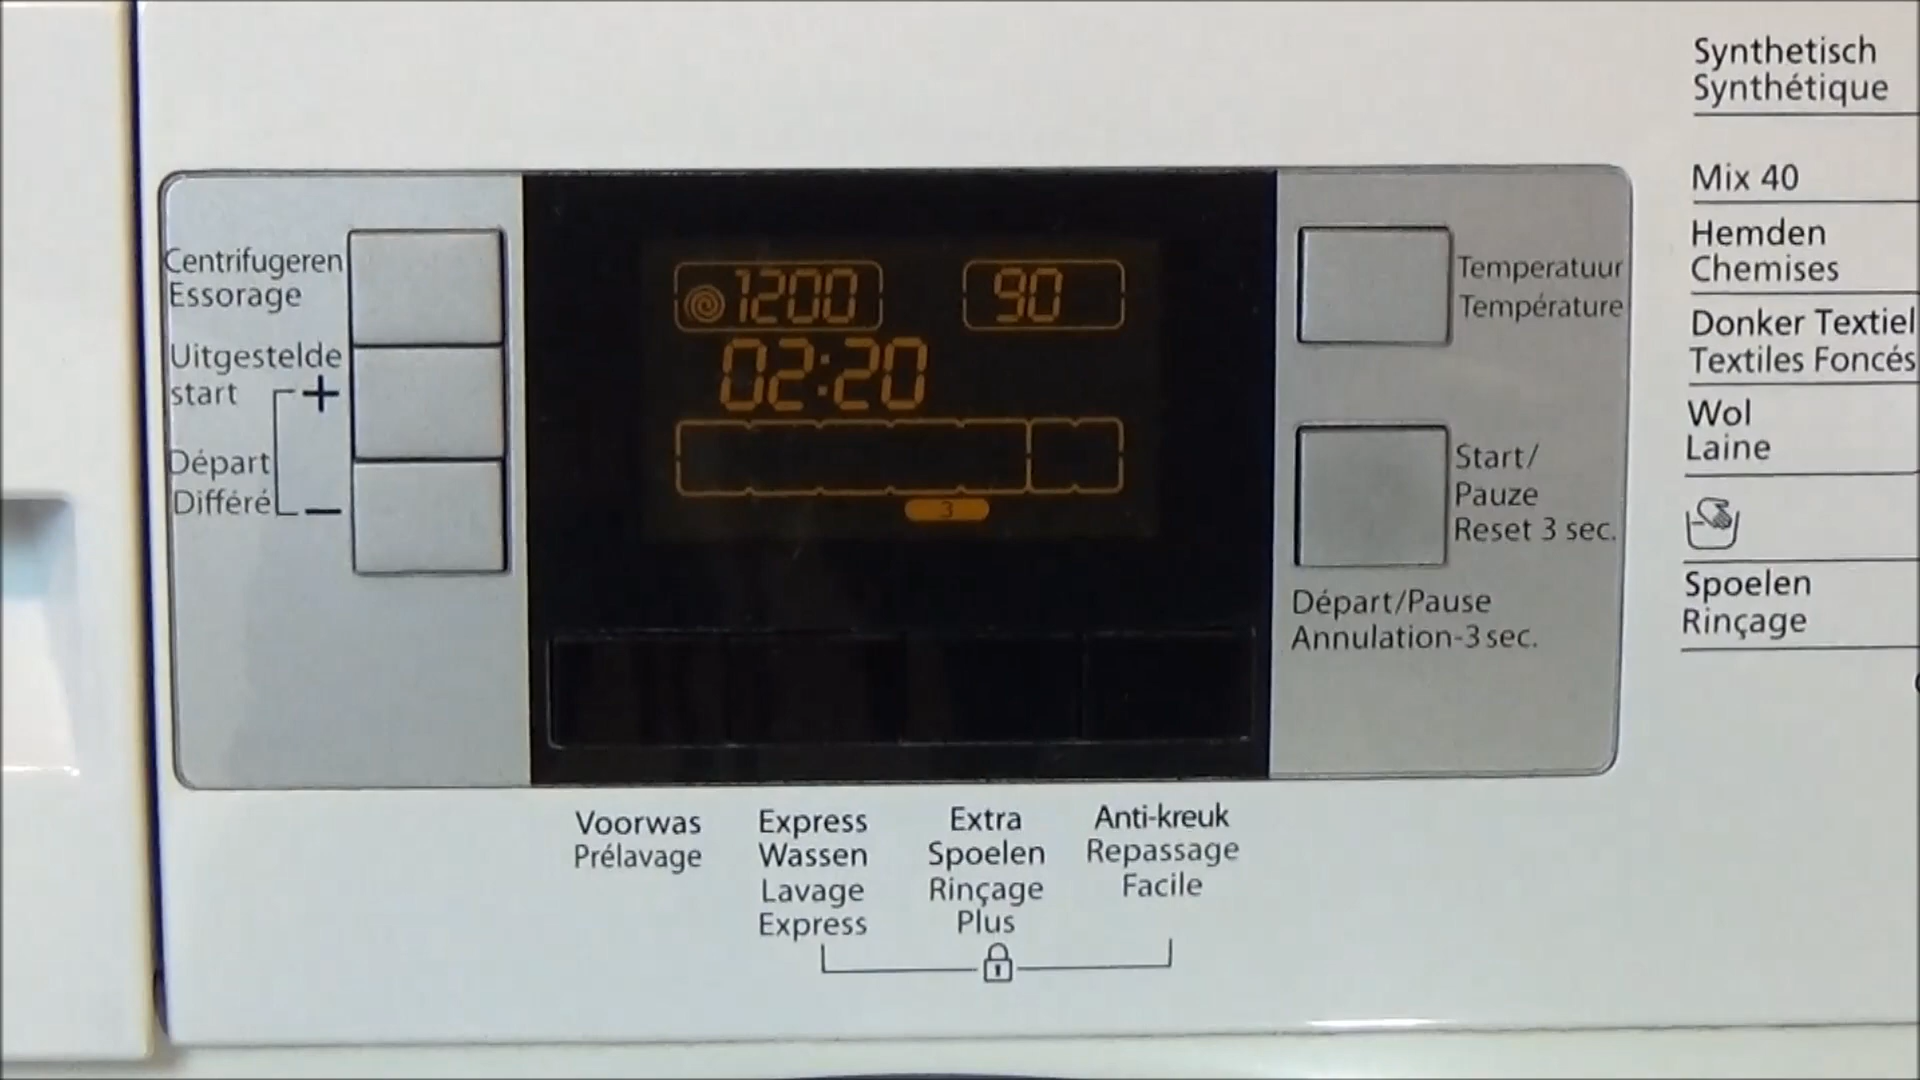 Centrifugeren
Essorage
Uitgestelde
start
+
Départ
Différé
−
1200
90
02:20
3
Temperatuur
Température
Start/
Pauze
Reset 3 sec.
Départ/Pause
Annulation-3 sec.
Voorwas
Prélavage
Express
Wassen
Lavage
Express
Extra
Spoelen
Rinçage
Plus
Anti-kreuk
Repassage
Facile
Synthetisch
Synthétique
Mix 40
Hemden
Chemises
Donker Textiel
Textiles Foncés
Wol
Laine
Spoelen
Rinçage